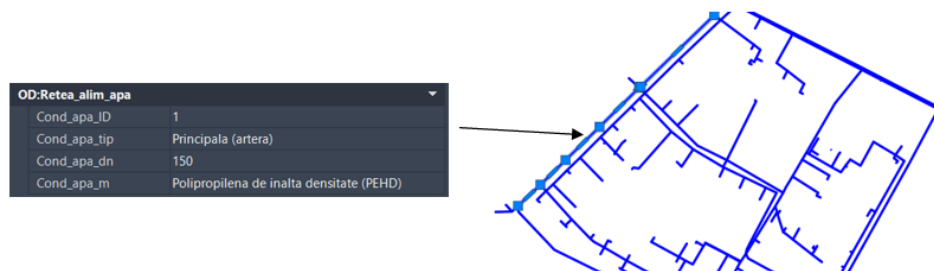 OD:Retea_alim_apa
Cond_apa_ID 1
Cond_apa_tip Principala (artera)
Cond_apa_dn 150
Cond_apa_m Polipropilena de inalta densitate (PEHD)